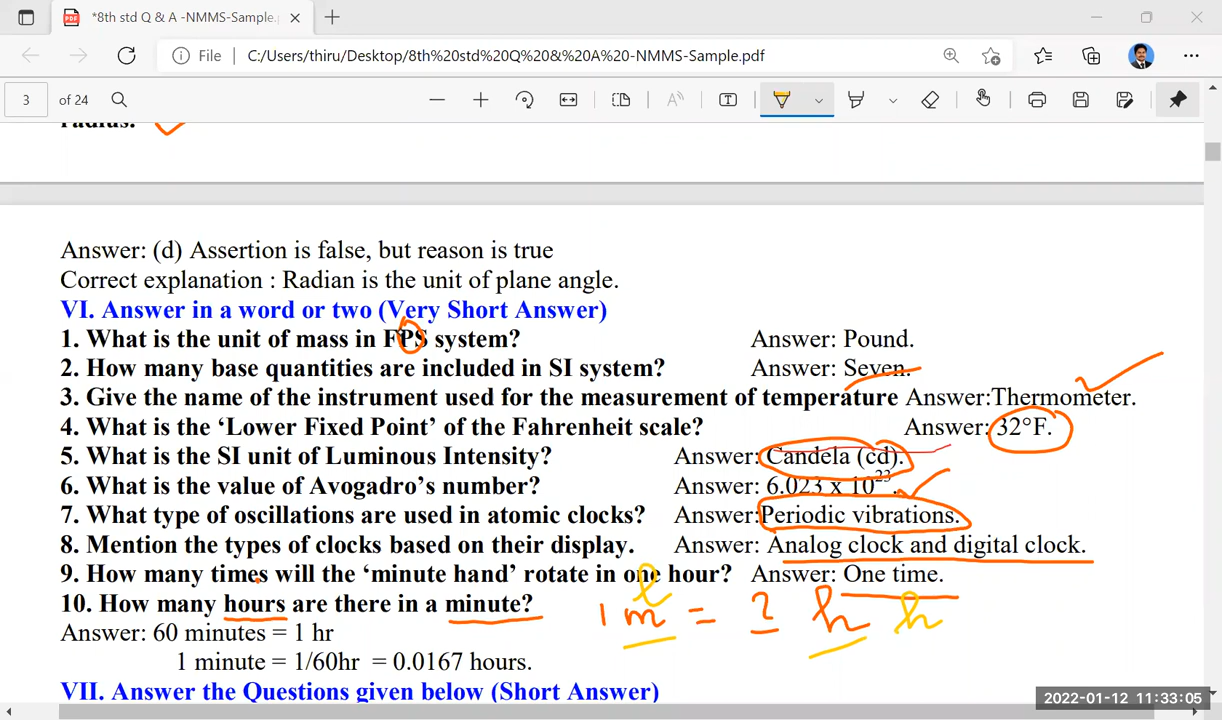 *8th std Q & A -NMMS-Sample.
File C:/Users/thiru/Desktop/8th%20std%20Q%20&%20A%20-NMMS-Sample.pdf
3 of 24
radius.
Answer: (d) Assertion is false, but reason is true
Correct explanation : Radian is the unit of plane angle.
VI. Answer in a word or two (Very Short Answer)
1. What is the unit of mass in FPS system? Answer: Pound.
2. How many base quantities are included in SI system? Answer: Seven.
3. Give the name of the instrument used for the measurement of temperature Answer:Thermometer.
4. What is the ‘Lower Fixed Point’ of the Fahrenheit scale? Answer: 32°F.
5. What is the SI unit of Luminous Intensity? Answer: Candela (cd).
6. What is the value of Avogadro’s number? Answer: 6.023 x 10²³.
7. What type of oscillations are used in atomic clocks? Answer:Periodic vibrations.
8. Mention the types of clocks based on their display. Answer: Analog clock and digital clock.
9. How many times will the ‘minute hand’ rotate in one hour? Answer: One time.
10. How many hours are there in a minute? 1 m = ? h h
Answer: 60 minutes = 1 hr
1 minute = 1/60hr = 0.0167 hours.
VII. Answer the Questions given below (Short Answer)
2022-01-12 11:33:05